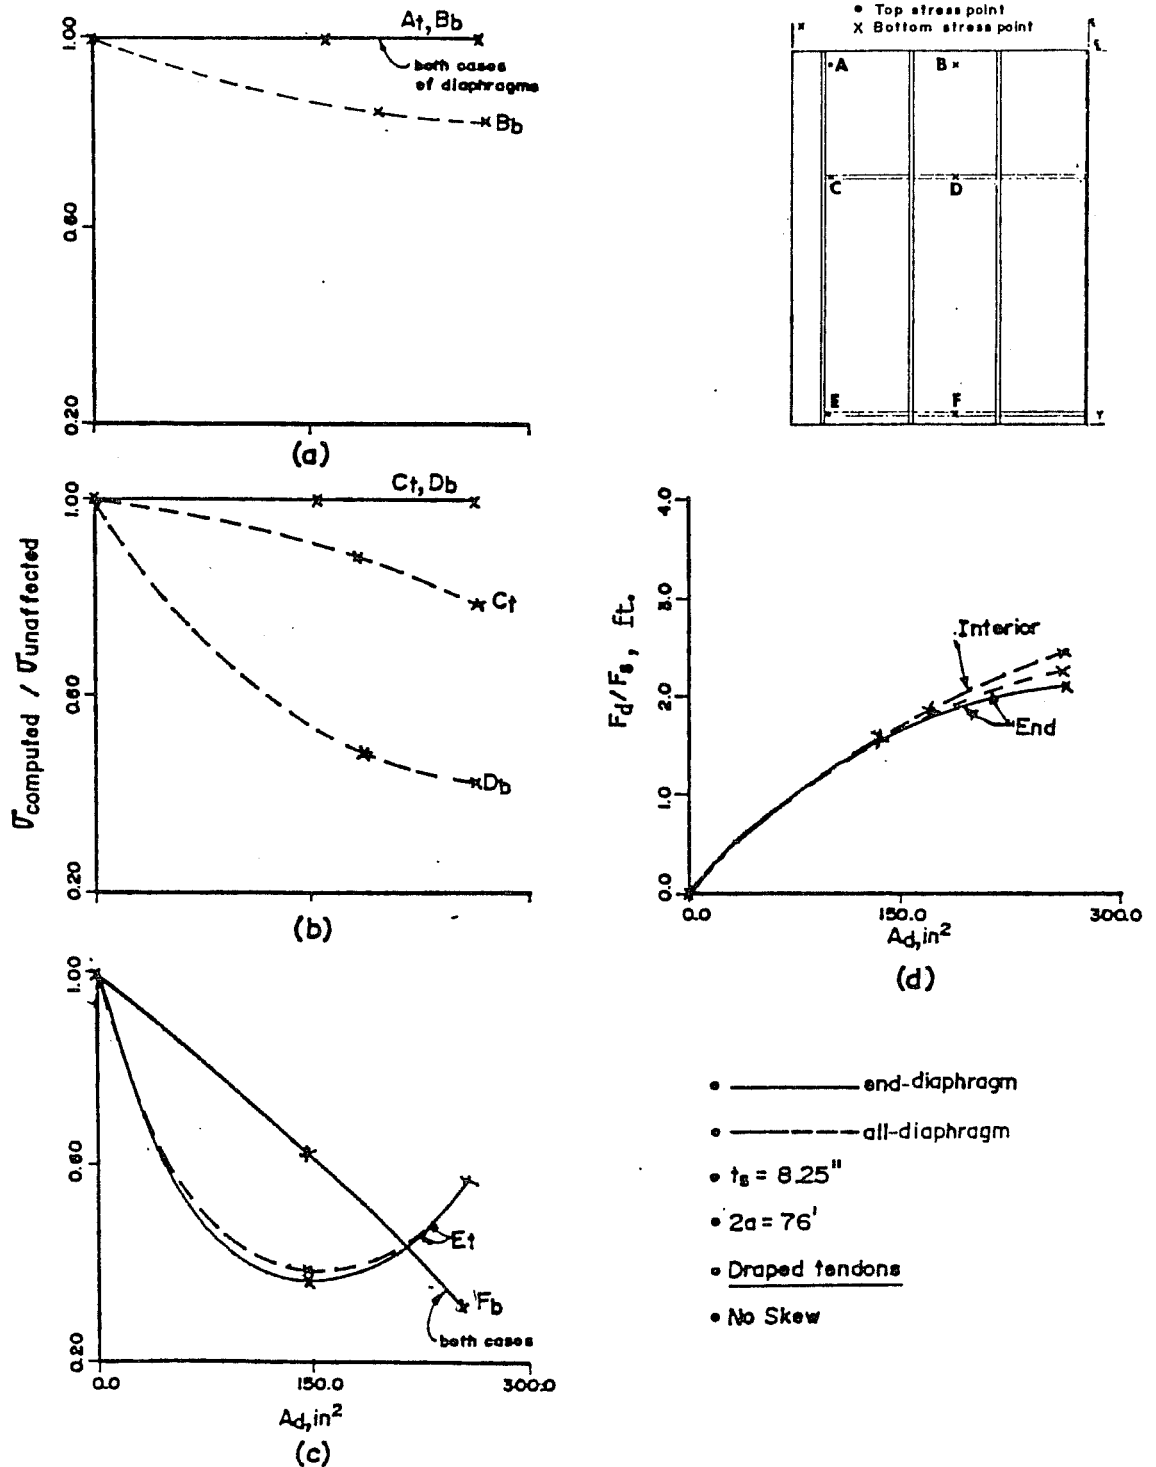 At, Bb
1.00
both cases
of diaphragms
Bb
0.60
0.20
(a)
• Top stress point
X Bottom stress point
A
B
C
D
E
F
Y
σcomputed / σunaffected
Ct, Db
1.00
Ct
0.60
Db
0.20
(b)
Fd/Fs, ft.
4.0
3.0
2.0
1.0
0.0
Interior
End
0.0
150.0
300.0
Ad, in²
(d)
1.00
0.60
0.20
Et
Fb
both cases
0.0
150.0
300.0
Ad, in²
(c)
• end-diaphragm
• all-diaphragm
• ts = 8.25"
• 2a = 76'
• Draped tendons
• No Skew